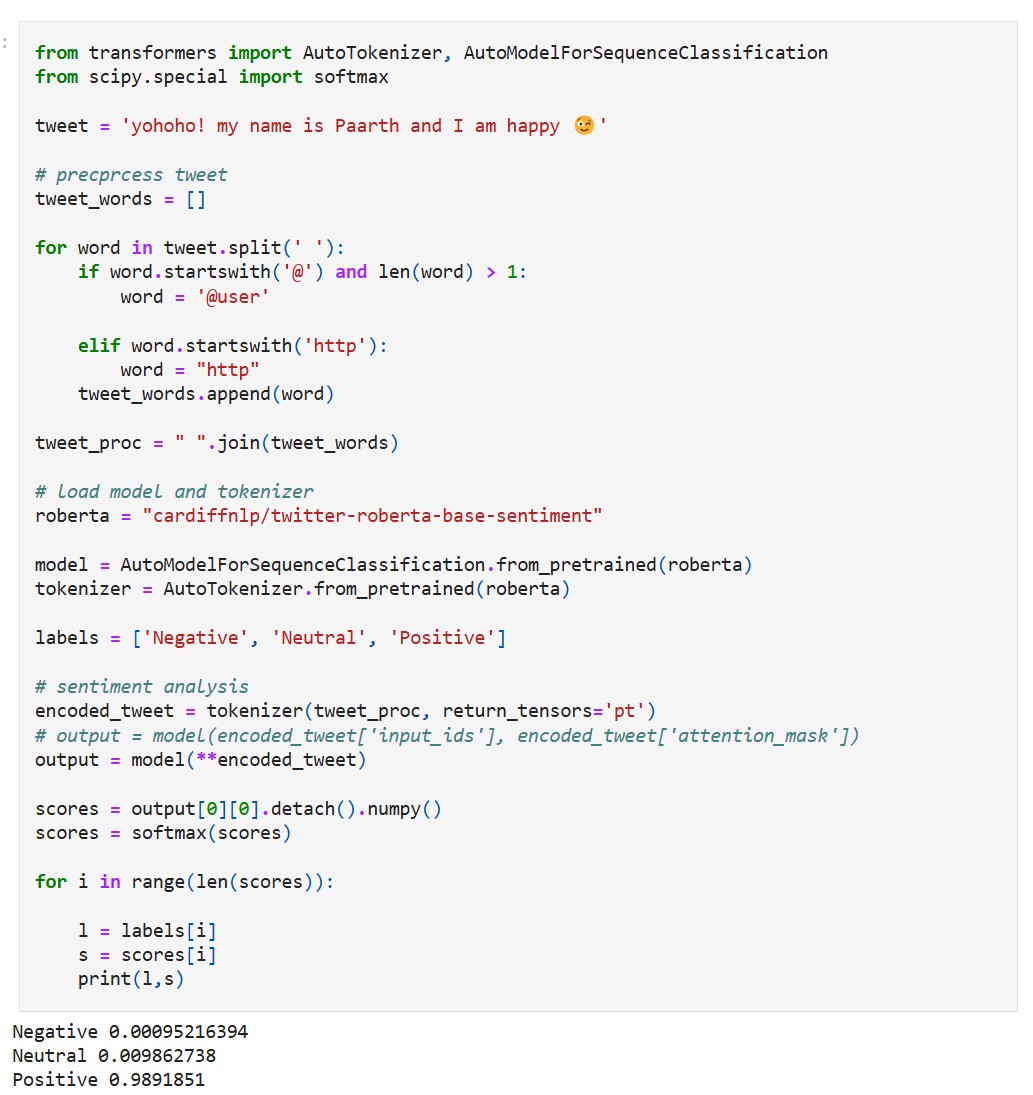 from transformers import AutoTokenizer, AutoModelForSequenceClassification
from scipy.special import softmax
tweet = 'yohoho! my name is Paarth and I am happy 😉'
# precprcess tweet
tweet_words = []
for word in tweet.split(' '):
    if word.startswith('@') and len(word) > 1:
        word = '@user'
    elif word.startswith('http'):
        word = "http"
    tweet_words.append(word)
tweet_proc = " ".join(tweet_words)
# load model and tokenizer
roberta = "cardiffnlp/twitter-roberta-base-sentiment"
model = AutoModelForSequenceClassification.from_pretrained(roberta)
tokenizer = AutoTokenizer.from_pretrained(roberta)
labels = ['Negative', 'Neutral', 'Positive']
# sentiment analysis
encoded_tweet = tokenizer(tweet_proc, return_tensors='pt')
# output = model(encoded_tweet['input_ids'], encoded_tweet['attention_mask'])
output = model(**encoded_tweet)
scores = output[0][0].detach().numpy()
scores = softmax(scores)
for i in range(len(scores)):
    l = labels[i]
    s = scores[i]
    print(l,s)
Negative 0.00095216394
Neutral 0.009862738
Positive 0.9891851